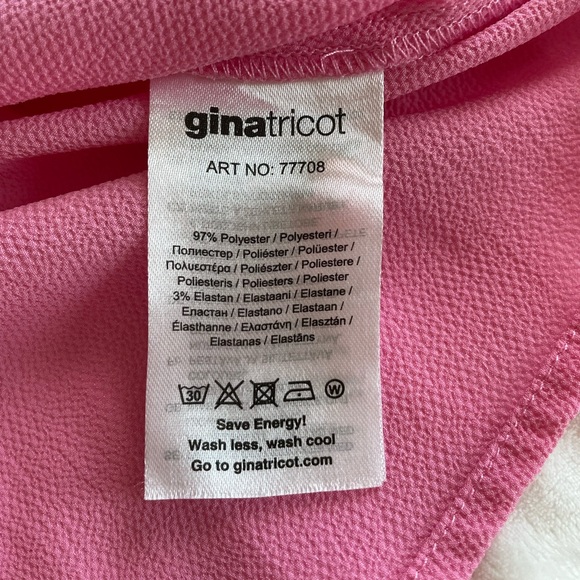 ginatricot
ART NO: 77708
97% Polyester / Polyesteri /
Полиестер / Poliéster / Polüester /
Πολυεστέρα / Poliészter / Poliestere /
Poliesteris / Poliesters / Poliester
3% Elastan / Elastaani / Elastane /
Еластан / Elastano / Elastaan /
Élasthanne / Ελαστάνη / Elasztán /
Elastanas / Elastāns
30 W
Save Energy!
Wash less, wash cool
Go to ginatricot.com